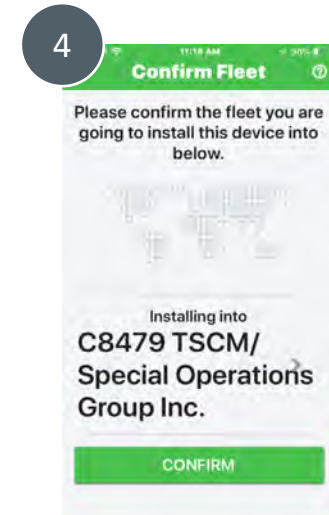 4
11:18 AM
Confirm Fleet
Please confirm the fleet you are
going to install this device into
below.
Installing into
C8479 TSCM/
Special Operations
Group Inc.
CONFIRM